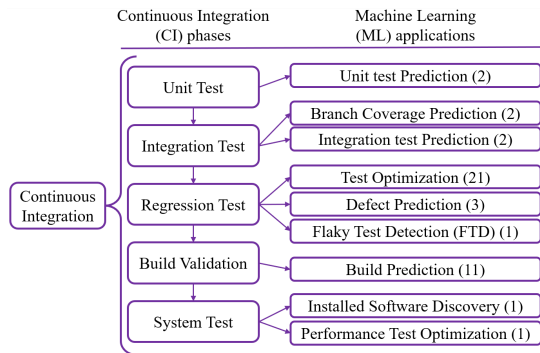 Continuous Integration
(CI) phases
Machine Learning
(ML) applications
Continuous
Integration
Unit Test
Unit test Prediction (2)
Integration Test
Branch Coverage Prediction (2)
Integration test Prediction (2)
Regression Test
Test Optimization (21)
Defect Prediction (3)
Flaky Test Detection (FTD) (1)
Build Validation
Build Prediction (11)
System Test
Installed Software Discovery (1)
Performance Test Optimization (1)